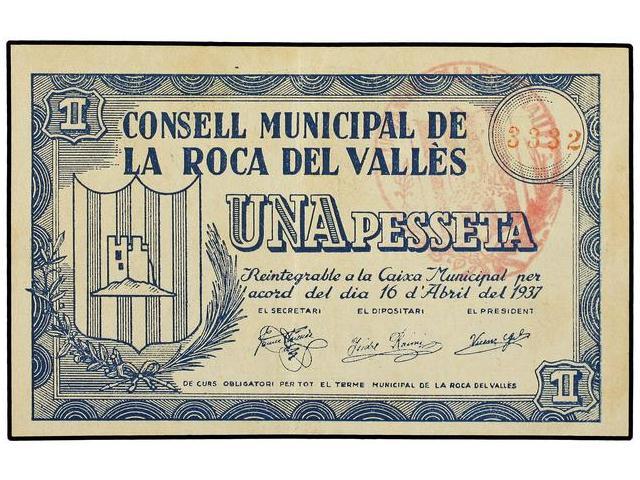 1
CONSELL MUNICIPAL DE
LA ROCA DEL VALLÈS
3332
UNA PESSETA
Reintegrable a la Caixa Municipal per
acord del dia 16 d'Abril del 1937
EL SECRETARI EL DIPOSITARI EL PRESIDENT
DE CURS OBLIGATORI PER TOT EL TERME MUNICIPAL DE LA ROCA DEL VALLÈS
1